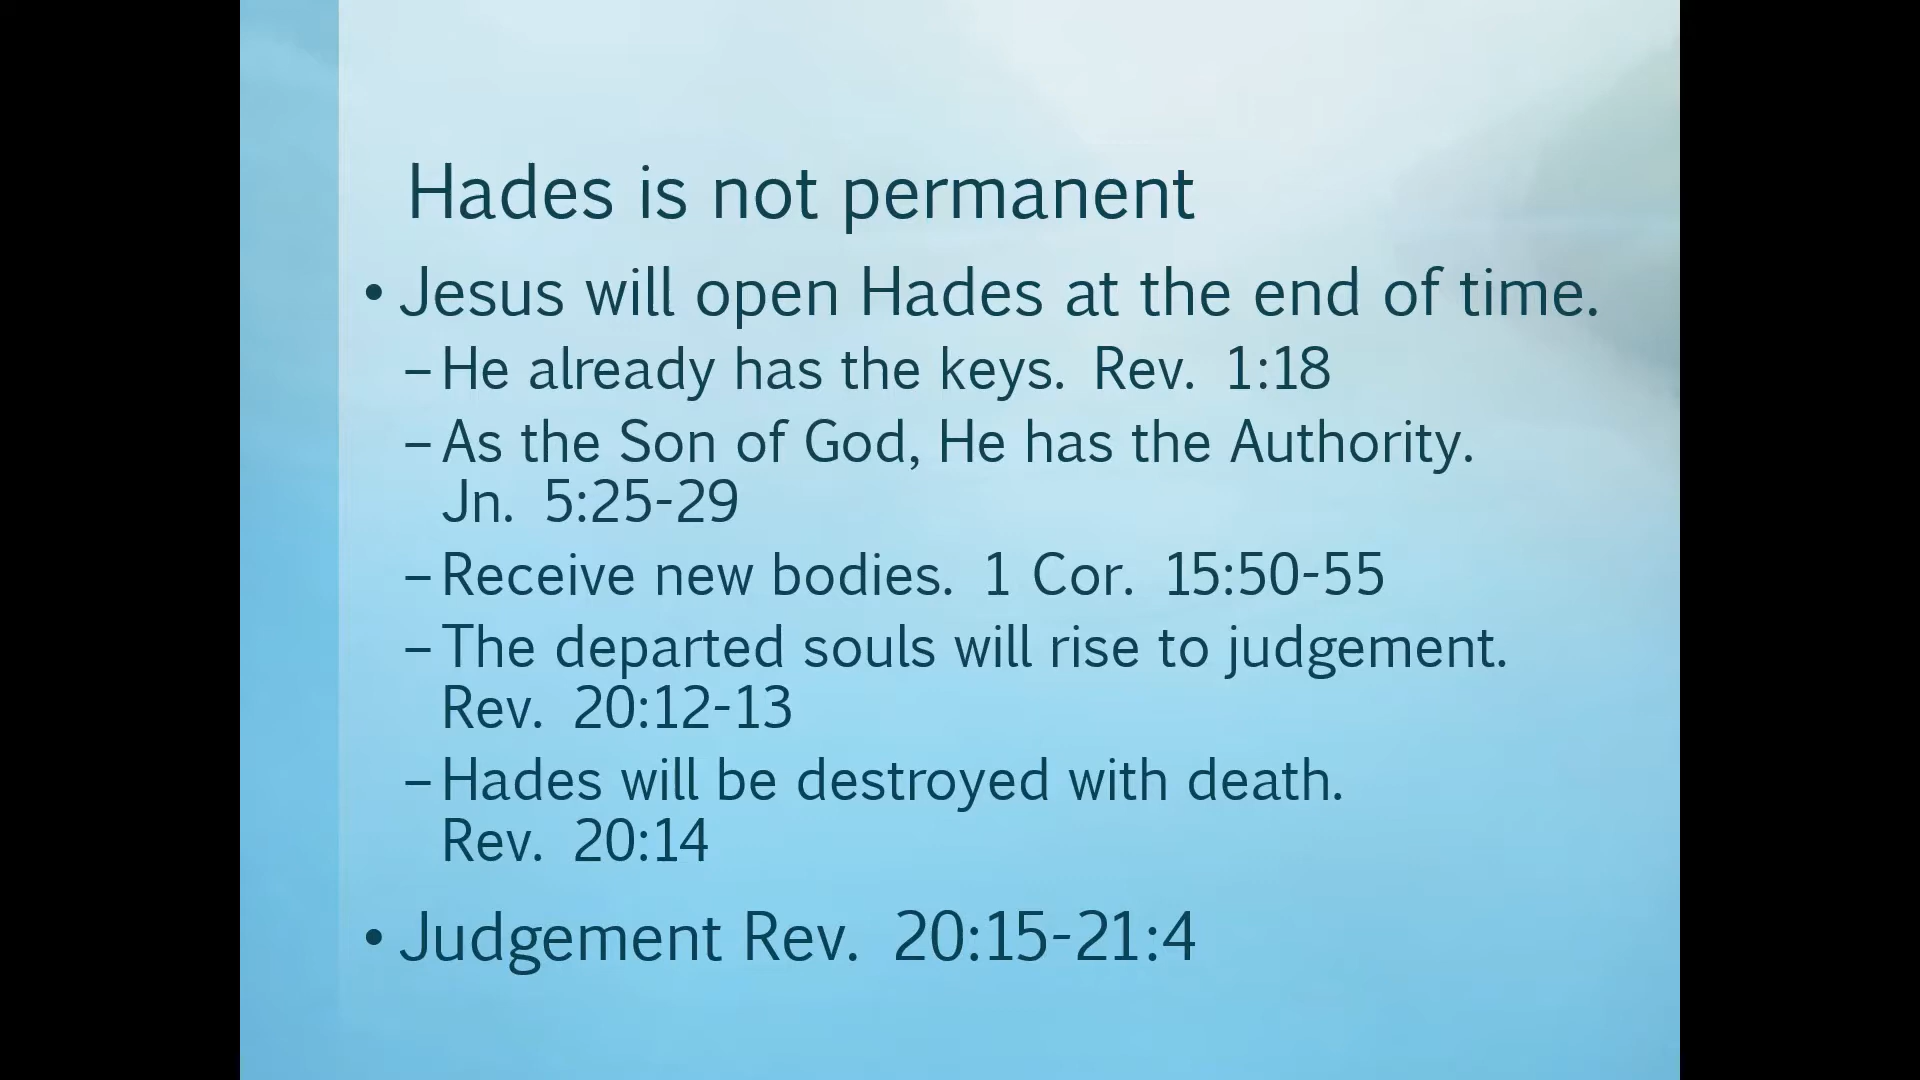 Hades is not permanent
• Jesus will open Hades at the end of time.
– He already has the keys. Rev. 1:18
– As the Son of God, He has the Authority.
Jn. 5:25-29
– Receive new bodies. 1 Cor. 15:50-55
– The departed souls will rise to judgement.
Rev. 20:12-13
– Hades will be destroyed with death.
Rev. 20:14
• Judgement Rev. 20:15-21:4